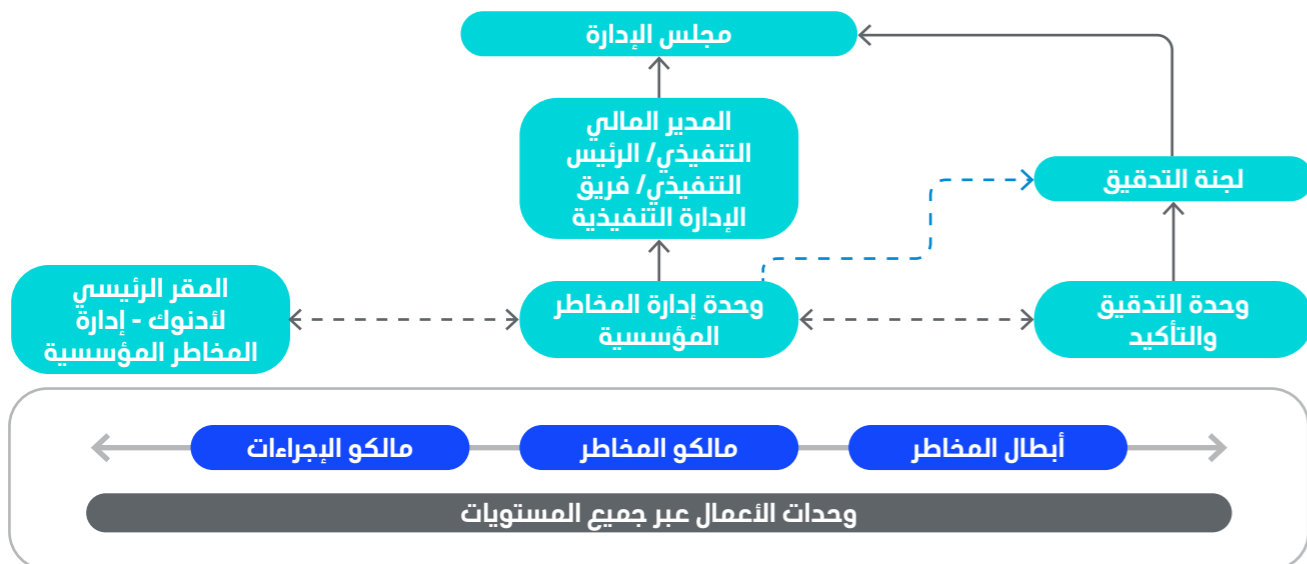 مجلس الإدارة
المدير المالي
التنفيذي/ الرئيس
التنفيذي/ فريق
الإدارة التنفيذية
لجنة التدقيق
وحدة التدقيق
والتأكيد
وحدة إدارة المخاطر
المؤسسية
المقر الرئيسي
لأدنوك - إدارة
المخاطر المؤسسية
أبطال المخاطر
مالكو المخاطر
مالكو الإجراءات
وحدات الأعمال عبر جميع المستويات